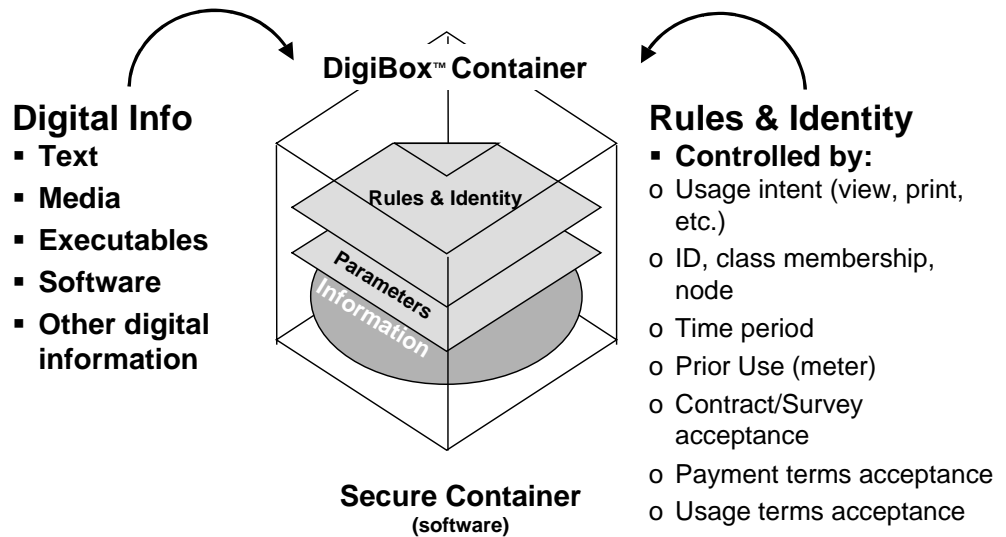 DigiBox™ Container
Digital Info
▪ Text
▪ Media
▪ Executables
▪ Software
▪ Other digital
information
Rules & Identity
Parameters
Information
Secure Container
(software)
Rules & Identity
▪ Controlled by:
o Usage intent (view, print,
etc.)
o ID, class membership,
node
o Time period
o Prior Use (meter)
o Contract/Survey
acceptance
o Payment terms acceptance
o Usage terms acceptance